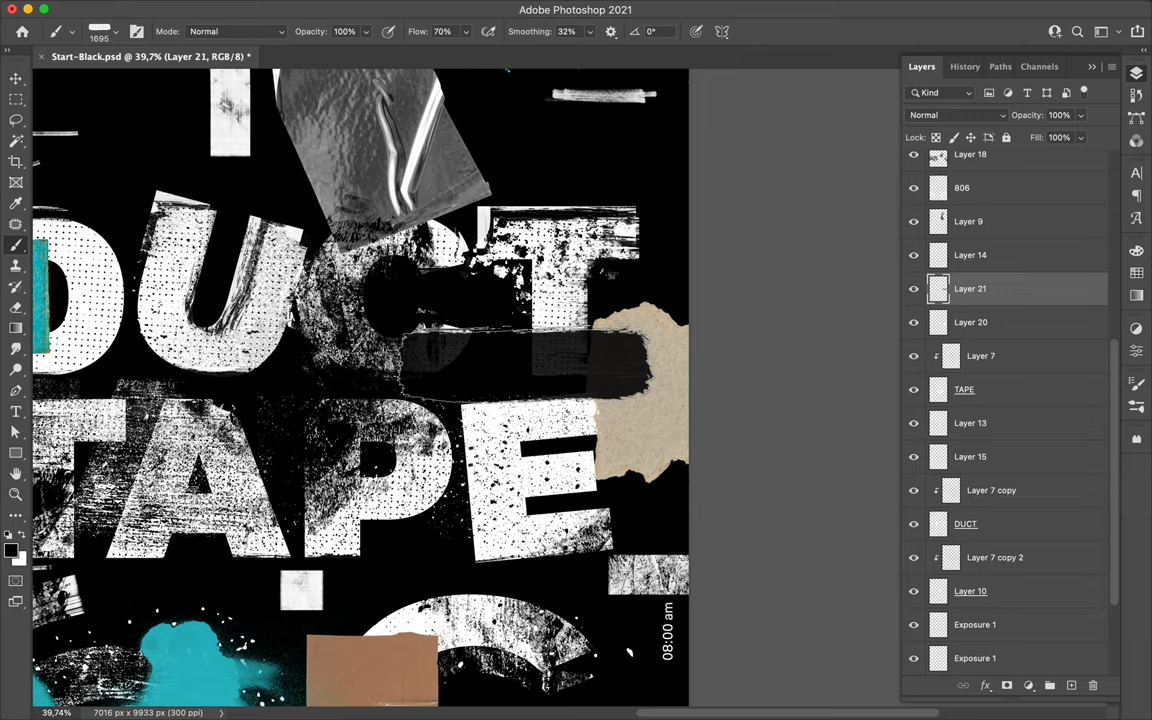 Adobe Photoshop 2021
1695
Mode: Normal
Opacity: 100%
Flow: 70%
Smoothing: 32%
0°
Start-Black.psd @ 39,7% (Layer 21, RGB/8) *
Layers
History
Paths
Channels
Kind
Normal
Opacity: 100%
Lock:
Fill: 100%
Layer 18
806
Layer 9
Layer 14
Layer 21
Layer 20
Layer 7
TAPE
Layer 13
Layer 15
Layer 7 copy
DUCT
Layer 7 copy 2
Layer 10
Exposure 1
Exposure 1
DUCT
TAPE
08:00 am
39,74%
7016 px x 9933 px (300 ppi)